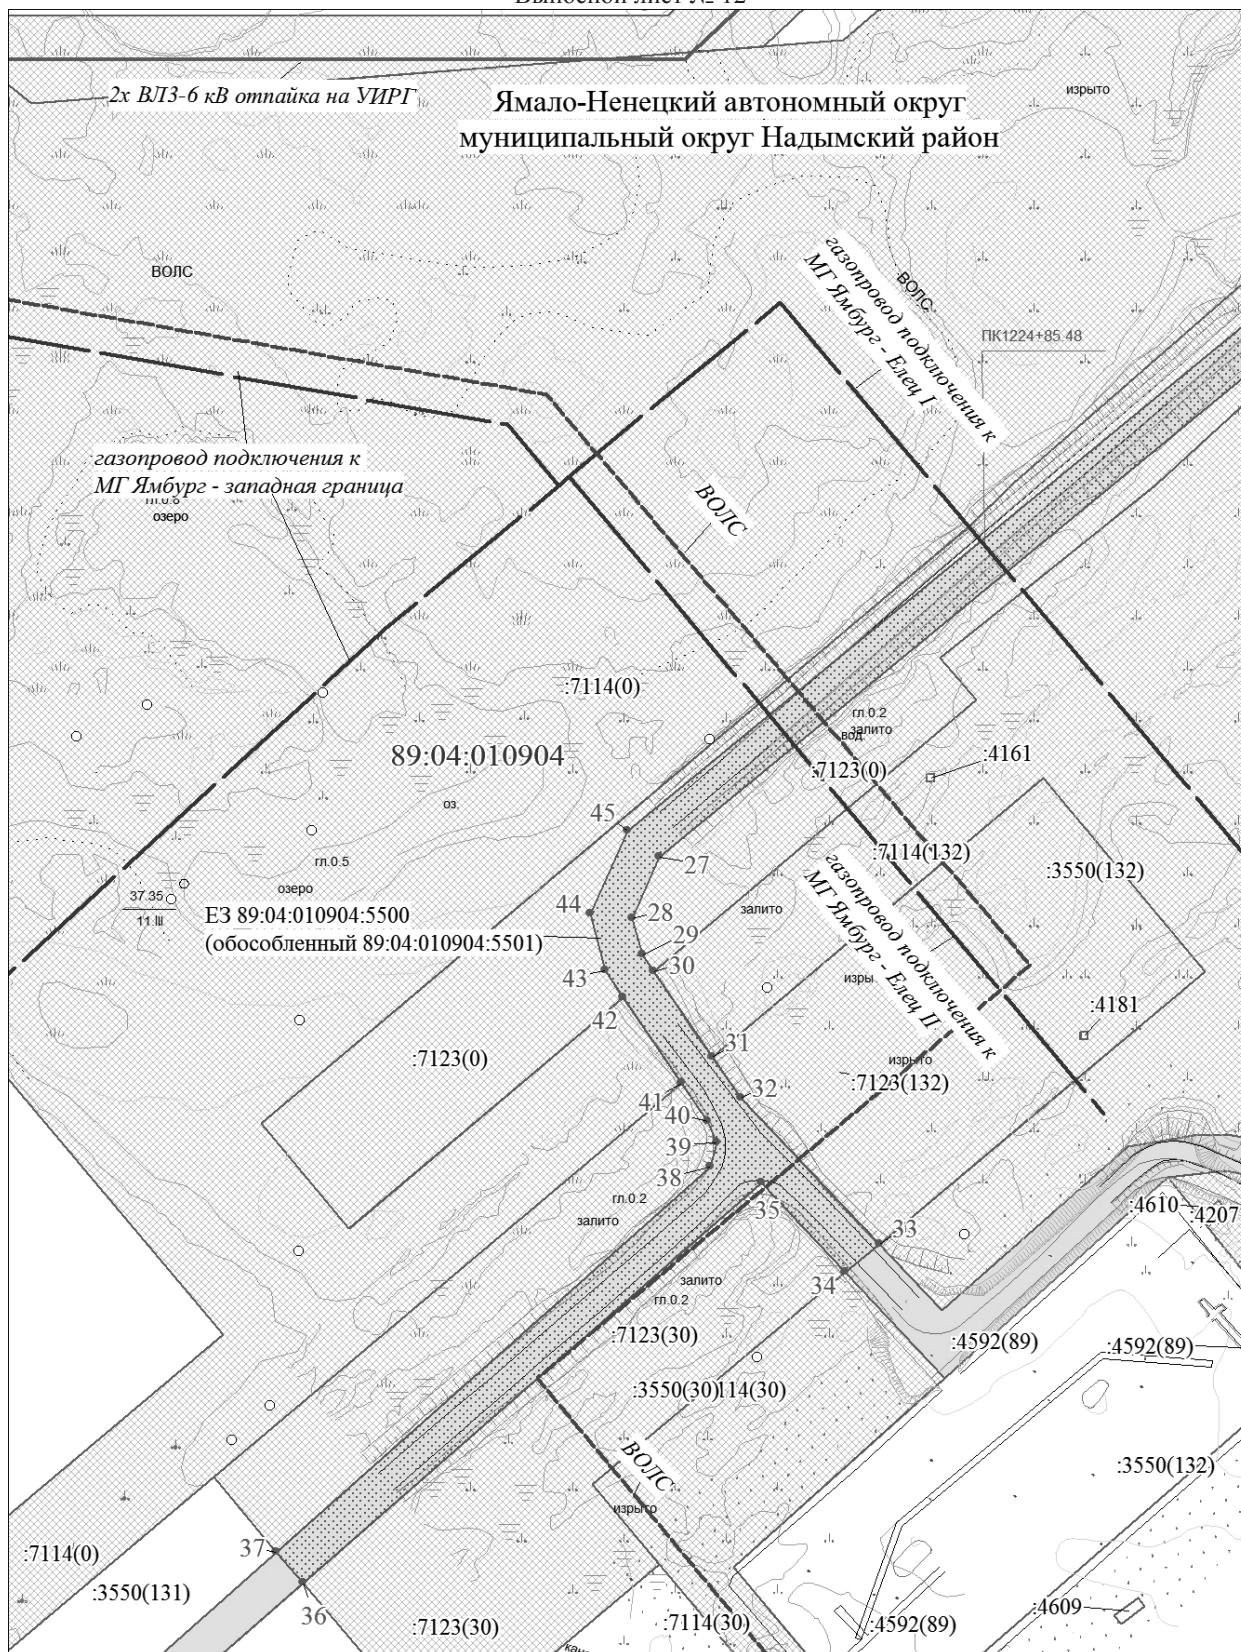 Выносной лист № 12
2х ВЛЗ-6 кВ отпайка на УИРГ
Ямало-Ненецкий автономный округ
муниципальный округ Надымский район
изрыто
ВОЛС
газопровод подключения к
МГ Ямбург - Елец I
ВОЛС
ПК1224+85.48
газопровод подключения к
МГ Ямбург - западная граница
гл.0.8
озеро
ВОЛС
:7114(0)
гл.0.2
залито
вод.
89:04:010904
:4161
:7123(0)
оз.
45
27
:7114(132)
:3550(132)
гл.0.5
озеро
37.35
11.III
ЕЗ 89:04:010904:5500
(обособленный 89:04:010904:5501)
44
28
залито
29
30
43
42
газопровод подключения к
МГ Ямбург - Елец II
изры
:4181
31
:7123(0)
изрыто
:7123(132)
32
41
40
39
38
гл.0.2
залито
35
:4610
:4207
33
34
залито
гл.0.2
:7123(30)
:4592(89)
:4592(89)
:3550(30)
114(30)
ВОЛС
:3550(132)
изрыто
37
:7114(0)
:3550(131)
36
:7123(30)
:7114(30)
:4592(89)
:4609